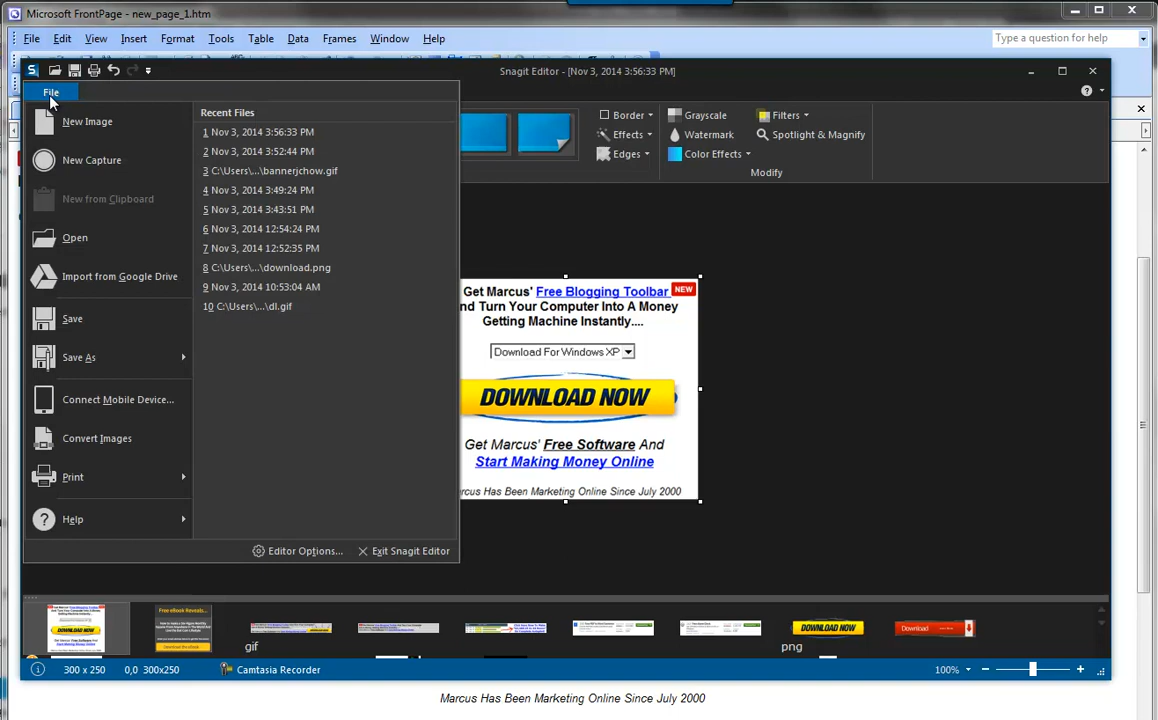 Microsoft FrontPage - new_page_1.htm
File Edit View Insert Format Tools Table Data Frames Window Help
Type a question for help
Snagit Editor - [Nov 3, 2014 3:56:33 PM]
File
New Image
New Capture
New from Clipboard
Open
Import from Google Drive
Save
Save As
Connect Mobile Device...
Convert Images
Print
Help
Recent Files
1 Nov 3, 2014 3:56:33 PM
2 Nov 3, 2014 3:52:44 PM
3 C:\Users\...\bannerjchow.gif
4 Nov 3, 2014 3:49:24 PM
5 Nov 3, 2014 3:43:51 PM
6 Nov 3, 2014 12:54:24 PM
7 Nov 3, 2014 12:52:35 PM
8 C:\Users\...\download.png
9 Nov 3, 2014 10:53:04 AM
10 C:\Users\...\dl.gif
Editor Options...
Exit Snagit Editor
Border
Effects
Edges
Grayscale
Watermark
Color Effects
Filters
Spotlight & Magnify
Modify
Get Marcus' Free Blogging Toolbar NEW
nd Turn Your Computer Into A Money
Getting Machine Instantly....
Download For Windows XP
DOWNLOAD NOW
Get Marcus' Free Software And
Start Making Money Online
rcus Has Been Marketing Online Since July 2000
Free eBook Reveals...
DOWNLOAD NOW
Download
gif
png
300 x 250
0,0 300x250
Camtasia Recorder
100%
Marcus Has Been Marketing Online Since July 2000